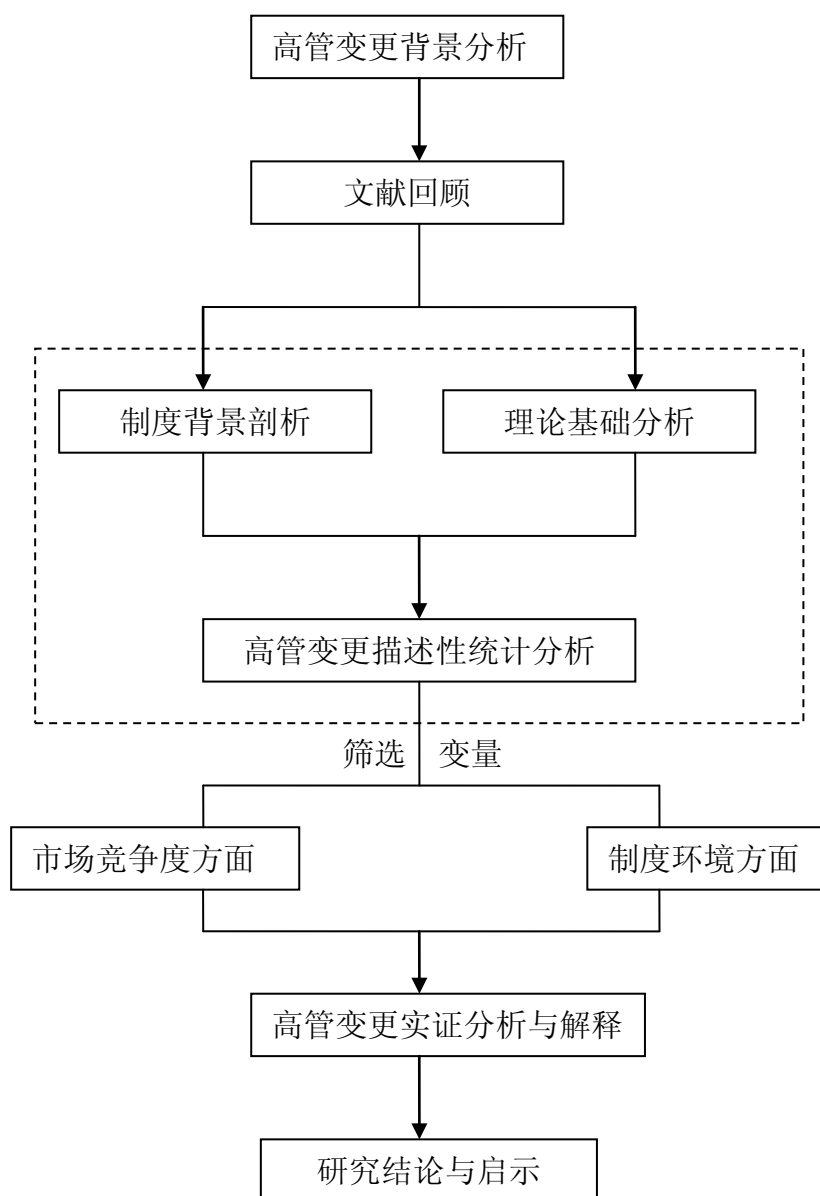 高管变更背景分析
文献回顾
制度背景剖析
理论基础分析
高管变更描述性统计分析
筛选 变量
市场竞争度方面
制度环境方面
高管变更实证分析与解释
研究结论与启示